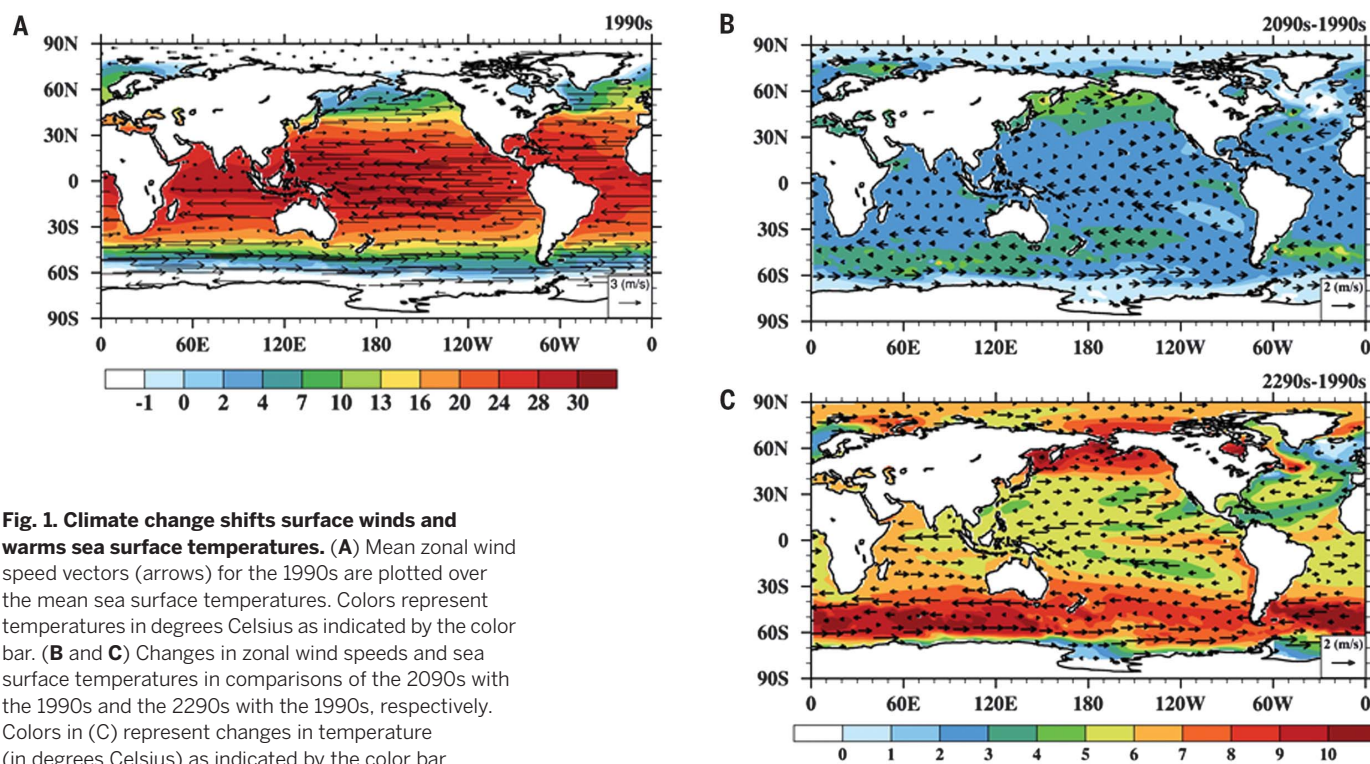 A
1990s
90N
60N
30N
0
30S
60S
90S
3 (m/s)
0 60E 120E 180 120W 60W 0
-1 0 2 4 7 10 13 16 20 24 28 30
B
2090s-1990s
90N
60N
30N
0
30S
60S
90S
2 (m/s)
0 60E 120E 180 120W 60W 0
C
2290s-1990s
90N
60N
30N
0
30S
60S
90S
2 (m/s)
0 60E 120E 180 120W 60W 0
0 1 2 3 4 5 6 7 8 9 10
Fig. 1. Climate change shifts surface winds and
warms sea surface temperatures. (A) Mean zonal wind
speed vectors (arrows) for the 1990s are plotted over
the mean sea surface temperatures. Colors represent
temperatures in degrees Celsius as indicated by the color
bar. (B and C) Changes in zonal wind speeds and sea
surface temperatures in comparisons of the 2090s with
the 1990s and the 2290s with the 1990s, respectively.
Colors in (C) represent changes in temperature
(in degrees Celsius) as indicated by the color bar